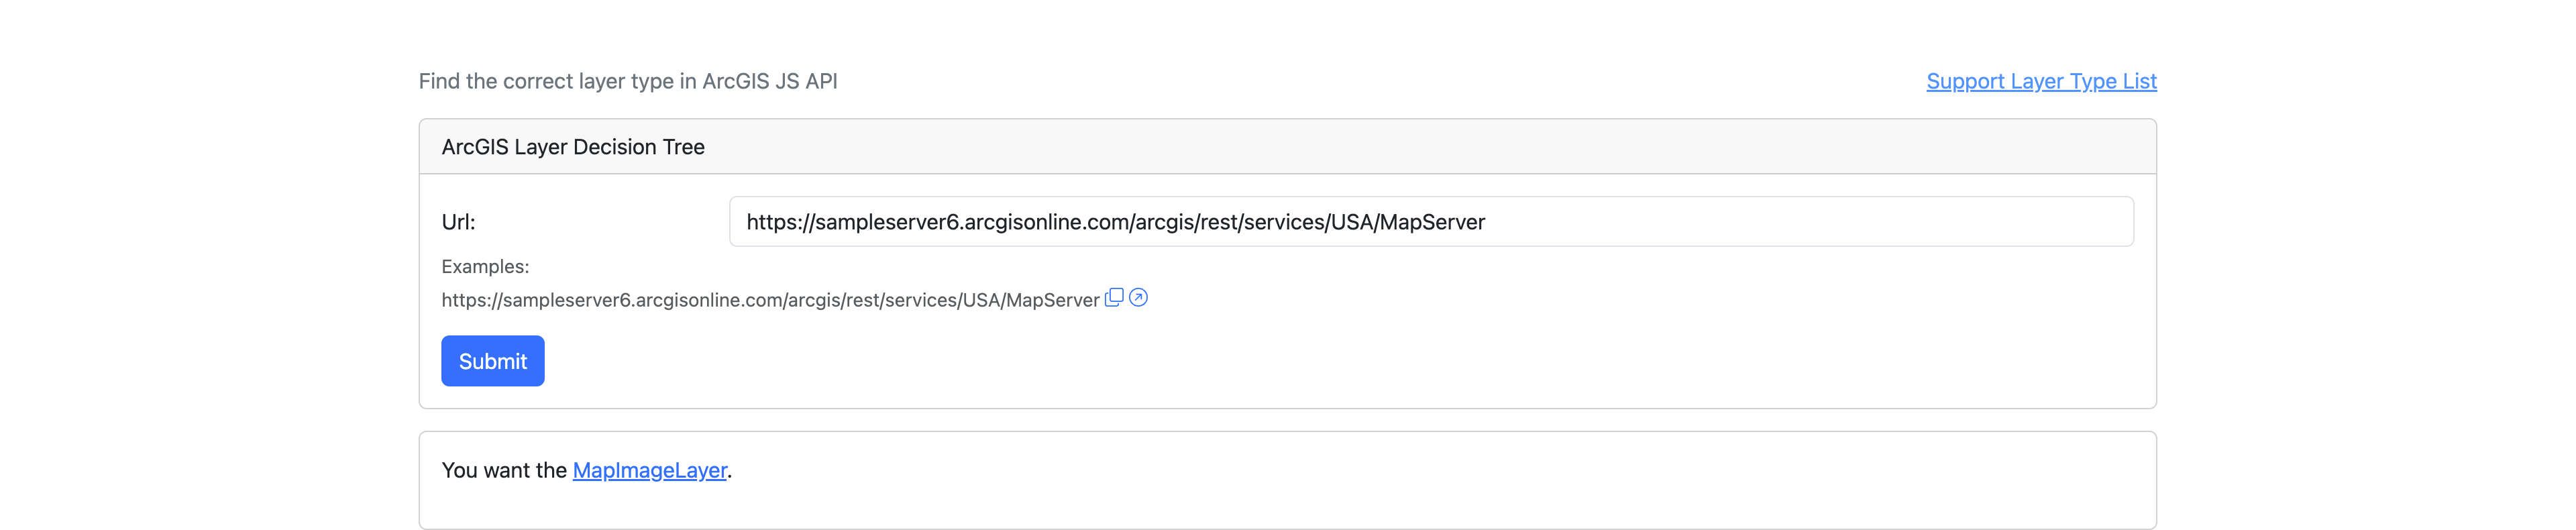 Find the correct layer type in ArcGIS JS API
Support Layer Type List
ArcGIS Layer Decision Tree
Url:
https://sampleserver6.arcgisonline.com/arcgis/rest/services/USA/MapServer
Examples:
https://sampleserver6.arcgisonline.com/arcgis/rest/services/USA/MapServer
Submit
You want the MapImageLayer.